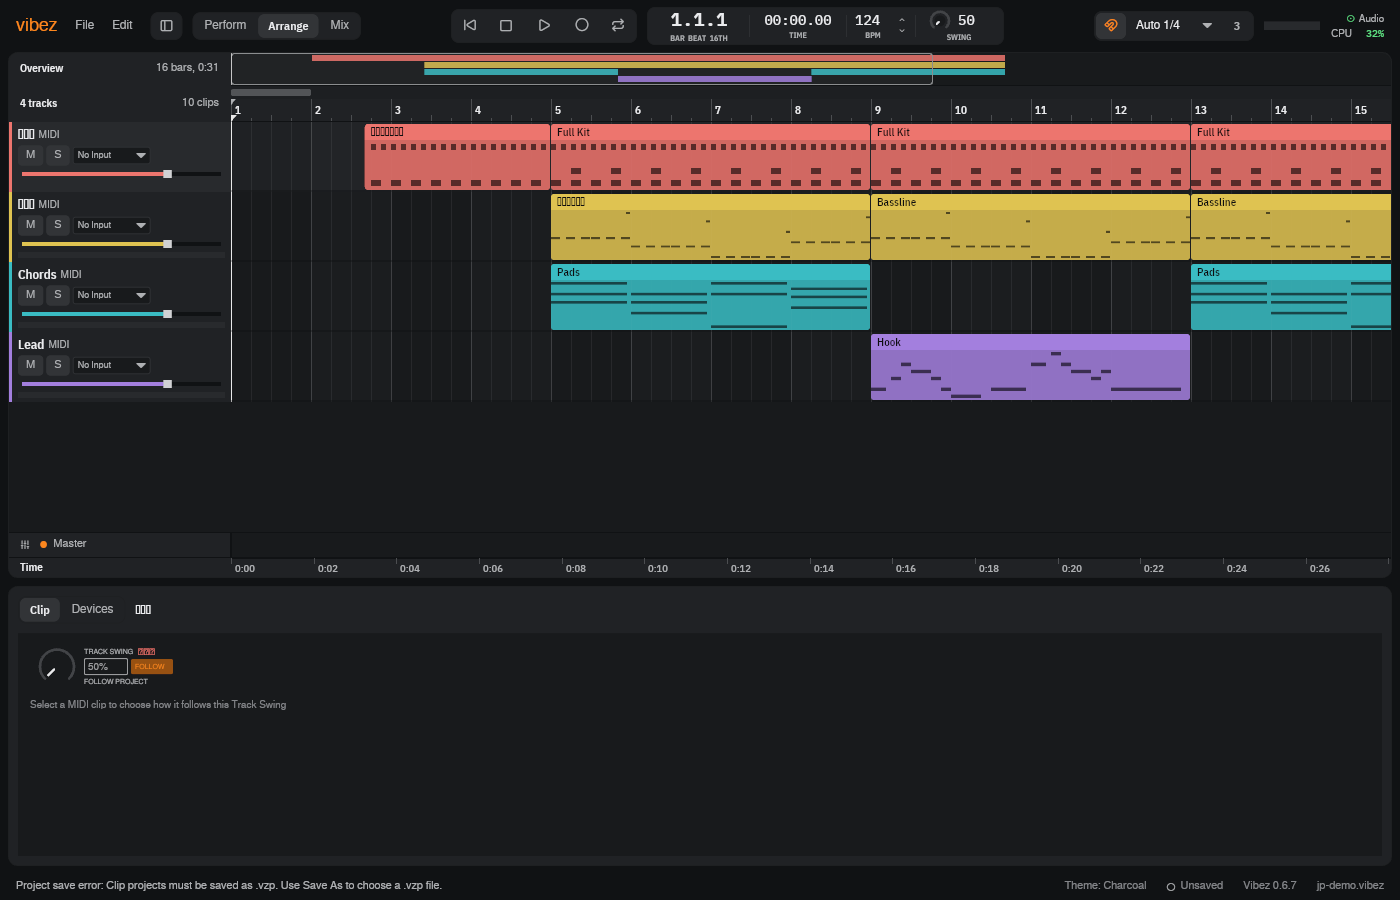 vibez File Edit Perform Arrange Mix 1.1.1 00:00.00 124 50 Auto 1/4 3 Audio
BAR BEAT 16TH TIME BPM SWING CPU 32%
Overview 16 bars, 0:31
4 tracks 10 clips
1 2 3 4 5 6 7 8 9 10 11 12 13 14 15
MIDI Full Kit Full Kit Full Kit
M S No Input
MIDI Bassline Bassline
M S No Input
Chords MIDI Pads Pads
M S No Input
Lead MIDI Hook
M S No Input
Master
Time 0:00 0:02 0:04 0:06 0:08 0:10 0:12 0:14 0:16 0:18 0:20 0:22 0:24 0:26
Clip Devices
TRACK SWING
50% FOLLOW
FOLLOW PROJECT
Select a MIDI clip to choose how it follows this Track Swing
Project save error: Clip projects must be saved as .vzp. Use Save As to choose a .vzp file. Theme: Charcoal Unsaved Vibez 0.6.7 jp-demo.vibez